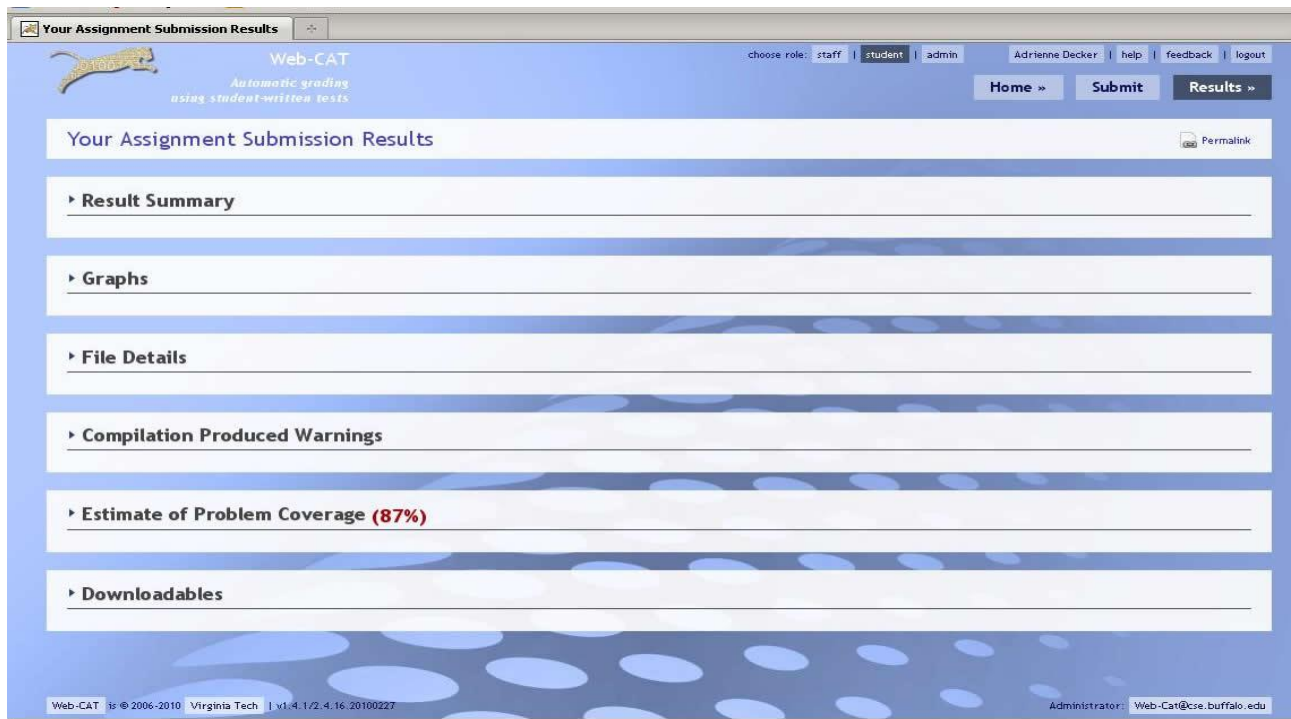 Your Assignment Submission Results
Web-CAT
Automatic grading
using student-written tests
choose role: staff | student | admin
Adrienne Decker | help | feedback | logout
Home »
Submit
Results »
Your Assignment Submission Results
Permalink
Result Summary
Graphs
File Details
Compilation Produced Warnings
Estimate of Problem Coverage (87%)
Downloadables
Web-CAT is © 2006-2010 Virginia Tech | v1.4.1/2.4.16.20100227
Administrator: Web-Cat@cse.buffalo.edu